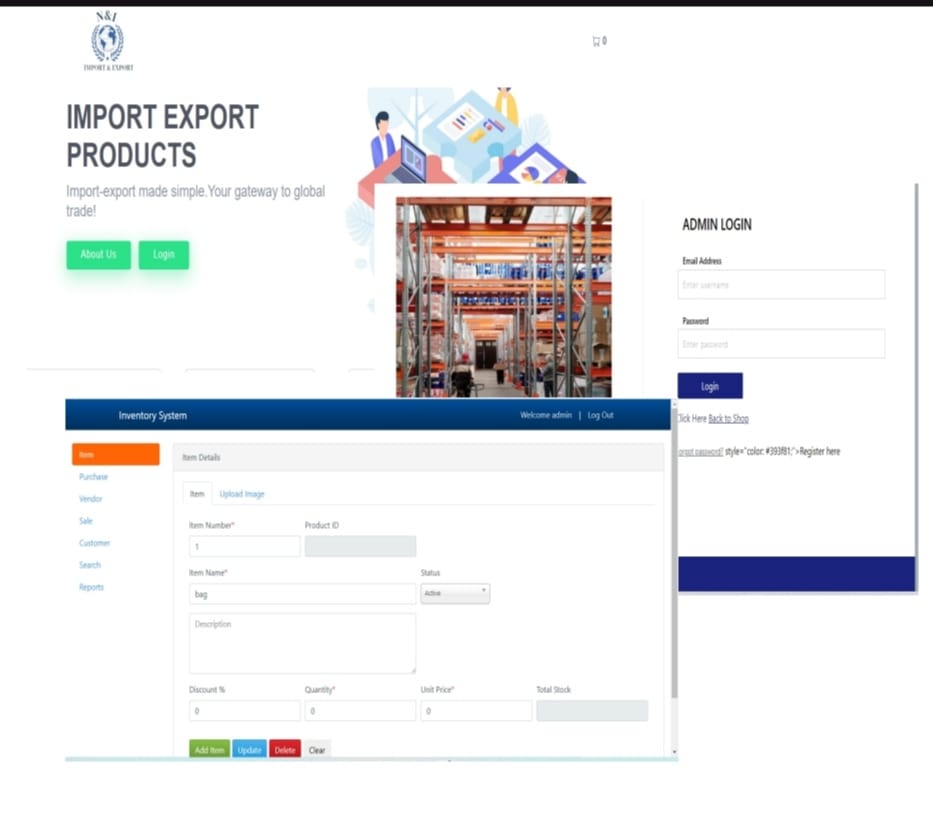 N&I
IMPORT & EXPORT
0
IMPORT EXPORT
PRODUCTS
Import-export made simple.Your gateway to global
trade!
About Us
Login
ADMIN LOGIN
Email Address
Enter username
Password
Enter password
Login
Click Here Back to Shop
orgot password? style="color: #393f81;">Register here
Inventory System
Welcome admin | Log Out
Item
Purchase
Vendor
Sale
Customer
Search
Reports
Item Details
Item Upload Image
Item Number* Product ID
1
Item Name* Status
bag Active
Description
Discount % Quantity* Unit Price* Total Stock
0 0 0
Add Item Update Delete Clear